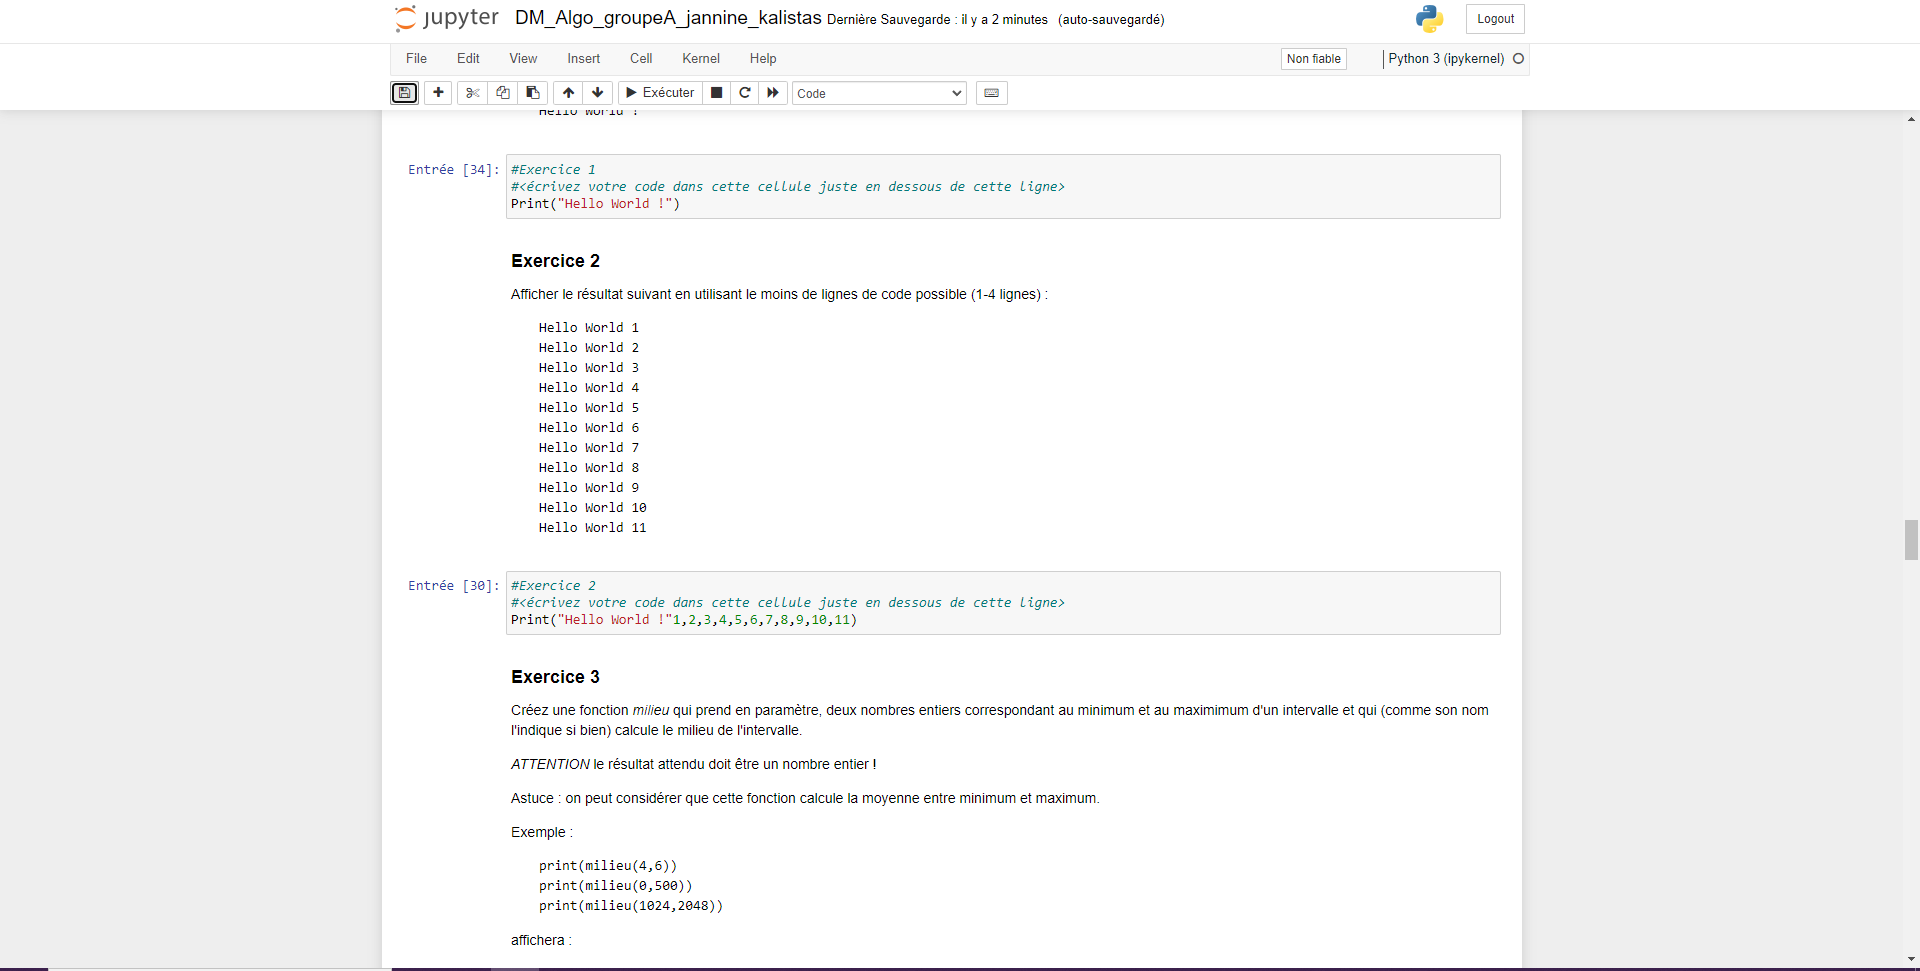 jupyter DM_Algo_groupeA_jannine_kalistas Dernière Sauvegarde : il y a 2 minutes (auto-sauvegardé) Logout
File Edit View Insert Cell Kernel Help Non fiable Python 3 (ipykernel)
Exécuter Code
Hello World !
Entrée [34]: #Exercice 1
#<écrivez votre code dans cette cellule juste en dessous de cette ligne>
Print("Hello World !")
Exercice 2
Afficher le résultat suivant en utilisant le moins de lignes de code possible (1-4 lignes) :
Hello World 1
Hello World 2
Hello World 3
Hello World 4
Hello World 5
Hello World 6
Hello World 7
Hello World 8
Hello World 9
Hello World 10
Hello World 11
Entrée [30]: #Exercice 2
#<écrivez votre code dans cette cellule juste en dessous de cette ligne>
Print("Hello World !"1,2,3,4,5,6,7,8,9,10,11)
Exercice 3
Créez une fonction milieu qui prend en paramètre, deux nombres entiers correspondant au minimum et au maximimum d'un intervalle et qui (comme son nom
l'indique si bien) calcule le milieu de l'intervalle.
ATTENTION le résultat attendu doit être un nombre entier !
Astuce : on peut considérer que cette fonction calcule la moyenne entre minimum et maximum.
Exemple :
print(milieu(4,6))
print(milieu(0,500))
print(milieu(1024,2048))
affichera :